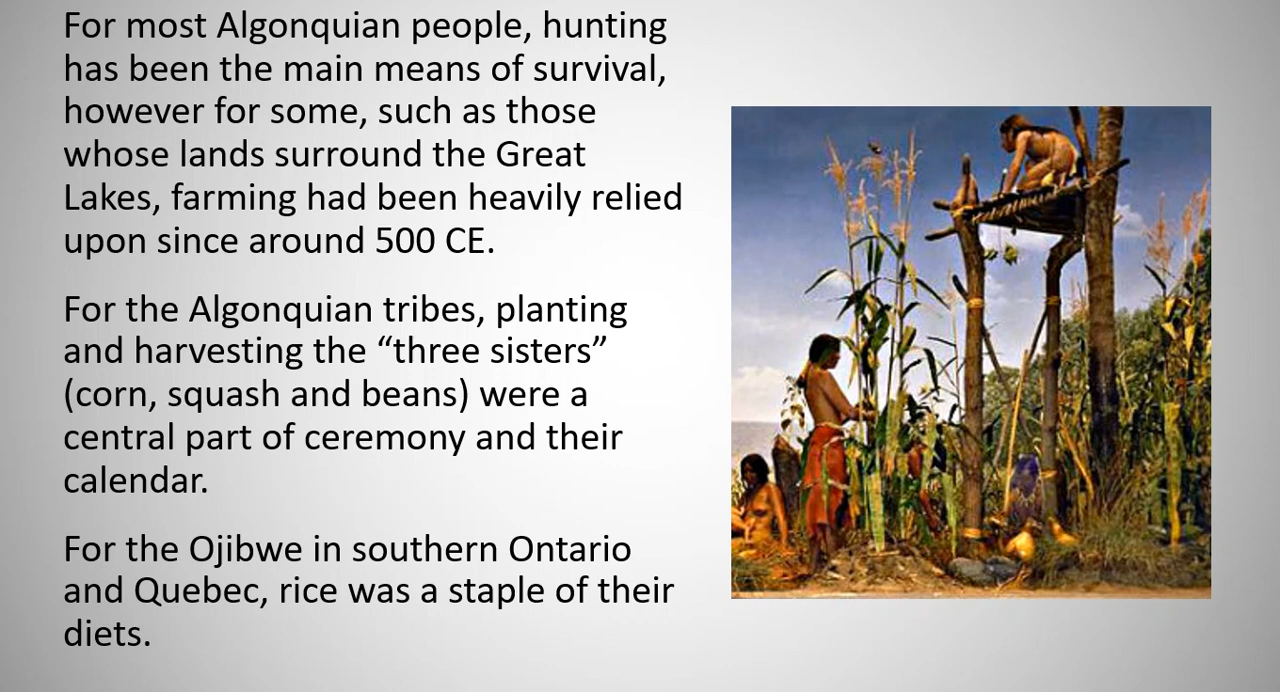 For most Algonquian people, hunting
has been the main means of survival,
however for some, such as those
whose lands surround the Great
Lakes, farming had been heavily relied
upon since around 500 CE.
For the Algonquian tribes, planting
and harvesting the “three sisters”
(corn, squash and beans) were a
central part of ceremony and their
calendar.
For the Ojibwe in southern Ontario
and Quebec, rice was a staple of their
diets.